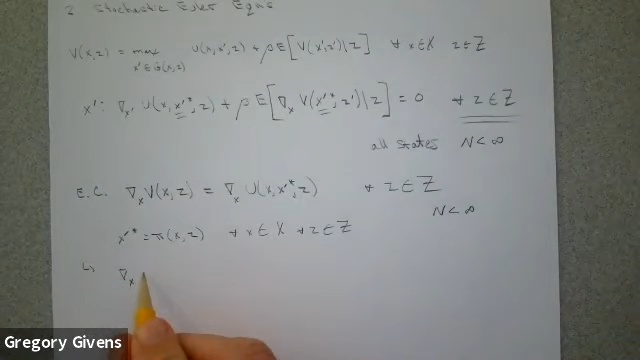 2 Stochastic Euler Eqns
V(x,z) = max U(x,x',z) + β E[V(x',z')|z] ∀ x∈X z∈Z
x'∈G(x,z)
x': ∇x' U(x,x'*,z) + β E[∇x V(x'*,z')|z] = 0 ∀ z∈Z
all states N<∞
E.C. ∇x V(x,z) = ∇x U(x,x'*,z) ∀ z∈Z
N<∞
x'* = π(x,z) ∀ x∈X ∀ z∈Z
↳ ∇x
Gregory Givens